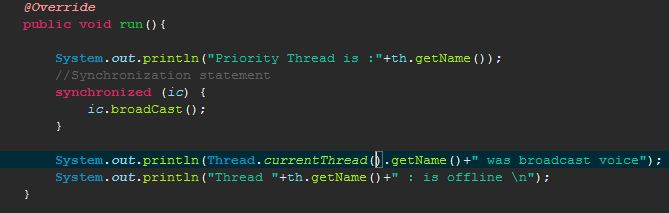 @Override
public void run(){
System.out.println("Priority Thread is :"+th.getName());
//Synchronization statement
synchronized (ic) {
ic.broadCast();
}
System.out.println(Thread.currentThread().getName()+" was broadcast voice");
System.out.println("Thread "+th.getName()+" : is offline \n");
}